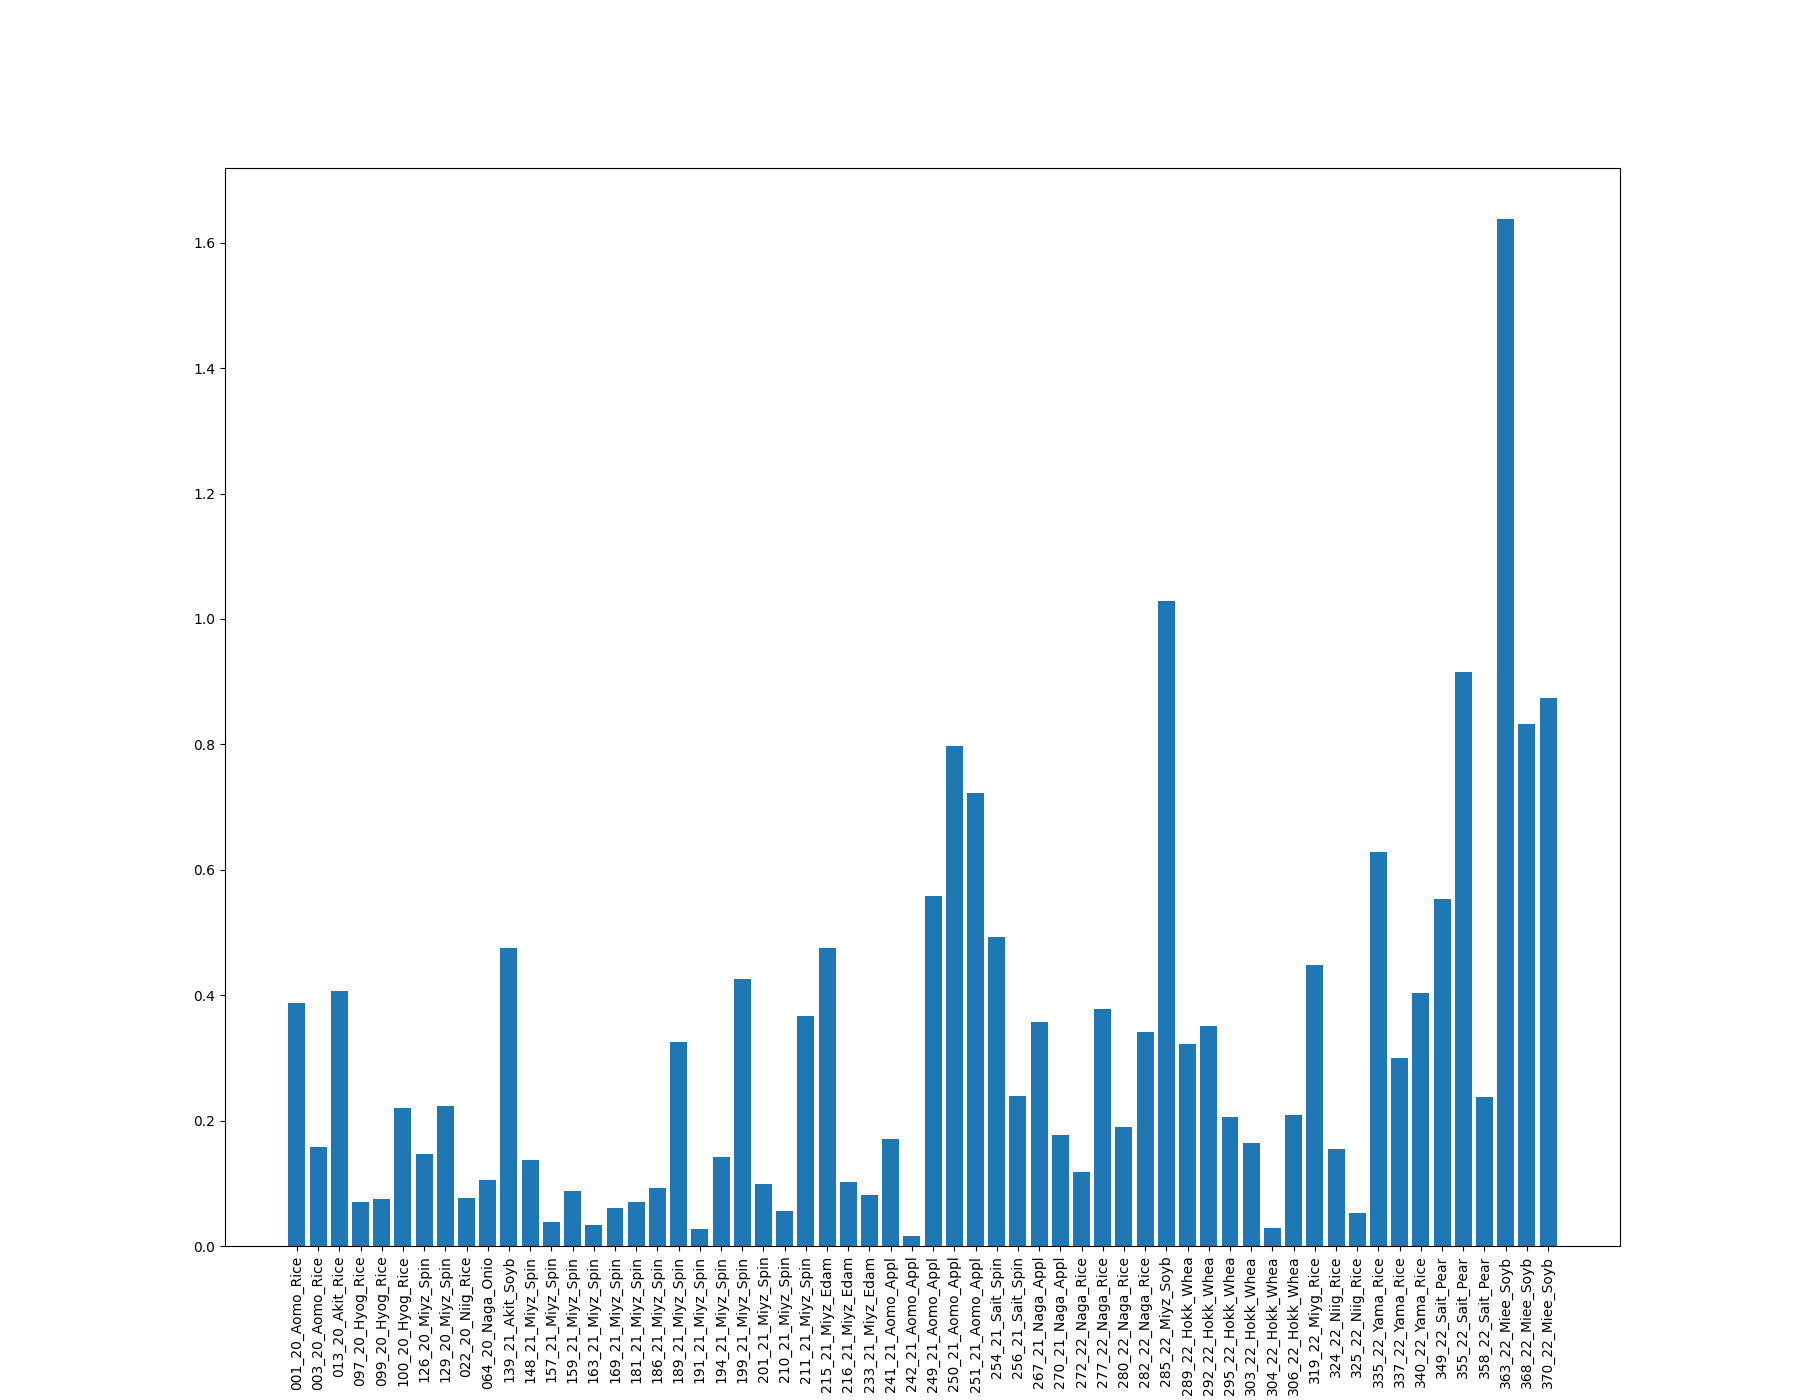 1.6
1.4
1.2
1.0
0.8
0.6
0.4
0.2
0.0
001_20_Aomo_Rice
003_20_Aomo_Rice
013_20_Akit_Rice
097_20_Hyog_Rice
099_20_Hyog_Rice
100_20_Hyog_Rice
126_20_Miyz_Spin
129_20_Miyz_Spin
022_20_Niig_Rice
064_20_Naga_Onio
139_21_Akit_Soyb
148_21_Miyz_Spin
157_21_Miyz_Spin
159_21_Miyz_Spin
163_21_Miyz_Spin
169_21_Miyz_Spin
181_21_Miyz_Spin
186_21_Miyz_Spin
189_21_Miyz_Spin
191_21_Miyz_Spin
194_21_Miyz_Spin
199_21_Miyz_Spin
201_21_Miyz_Spin
210_21_Miyz_Spin
211_21_Miyz_Spin
215_21_Miyz_Edam
216_21_Miyz_Edam
233_21_Miyz_Edam
241_21_Aomo_Appl
242_21_Aomo_Appl
249_21_Aomo_Appl
250_21_Aomo_Appl
251_21_Aomo_Appl
254_21_Sait_Spin
256_21_Sait_Spin
267_21_Naga_Appl
270_21_Naga_Appl
272_22_Naga_Rice
277_22_Naga_Rice
280_22_Naga_Rice
282_22_Naga_Rice
285_22_Miyz_Soyb
289_22_Hokk_Whea
292_22_Hokk_Whea
295_22_Hokk_Whea
303_22_Hokk_Whea
304_22_Hokk_Whea
306_22_Hokk_Whea
319_22_Miyg_Rice
324_22_Niig_Rice
325_22_Niig_Rice
335_22_Yama_Rice
337_22_Yama_Rice
340_22_Yama_Rice
349_22_Sait_Pear
355_22_Sait_Pear
358_22_Sait_Pear
363_22_Miee_Soyb
368_22_Miee_Soyb
370_22_Miee_Soyb